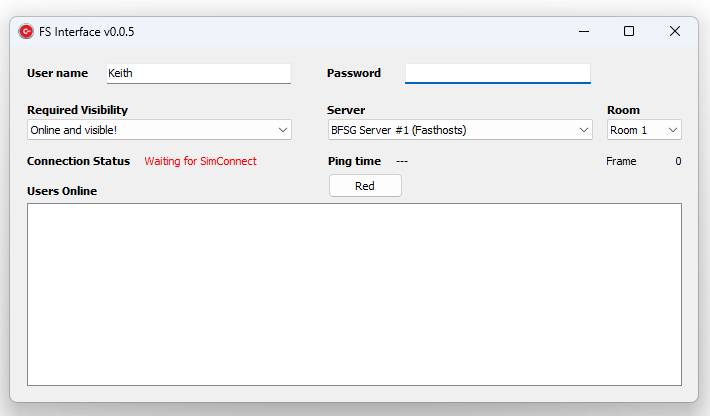 FS Interface v0.0.5
User name Keith Password
Required Visibility Server Room
Online and visible! BFSG Server #1 (Fasthosts) Room 1
Connection Status Waiting for SimConnect Ping time --- Frame 0
Red
Users Online